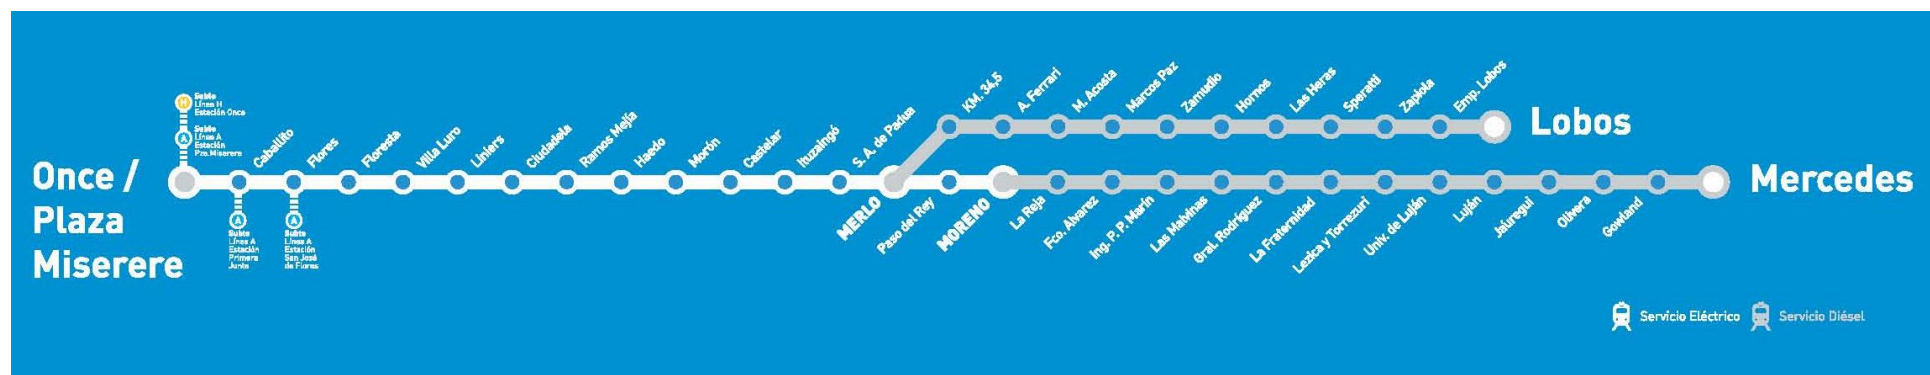 Subte
Línea H
Estación Once
Subte
Línea A
Estación
Pza. Miserere
Once /
Plaza
Miserere
Caballito
Flores
Floresta
Villa Luro
Liniers
Ciudadela
Ramos Mejía
Haedo
Morón
Castelar
Ituzaingó
S. A. de Padua
KM. 34,5
A. Ferrari
M. Acosta
Marcos Paz
Zamudio
Hornos
Las Heras
Speratti
Zapiola
Emp. Lobos
Lobos
A
Subte
Línea A
Estación
Primera
Junta
A
Subte
Línea A
Estación
San José
de Flores
MERLO
Paso del Rey
MORENO
La Reja
Fco. Alvarez
Ing. P. P. Marín
Las Malvinas
Gral. Rodríguez
La Fraternidad
Lezica y Torrezuri
Univ. de Luján
Luján
Jáuregui
Olivera
Gowland
Mercedes
Servicio Eléctrico
Servicio Diésel